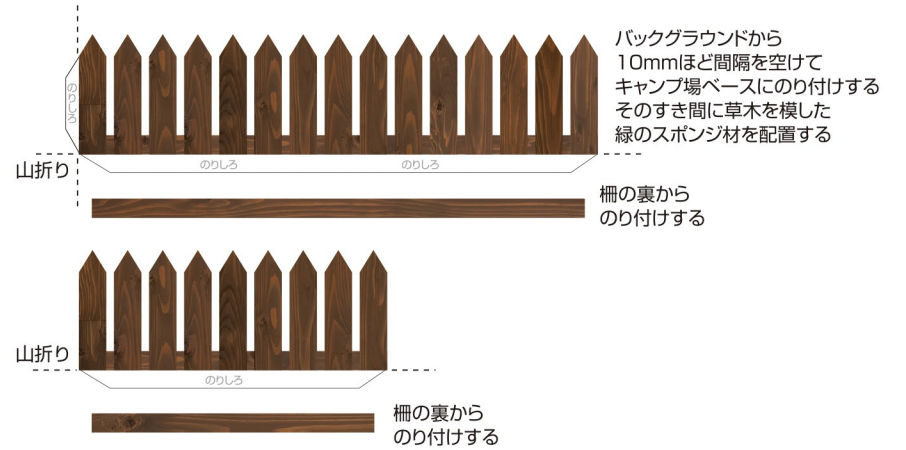 バックグラウンドから
10mmほど間隔を空けて
キャンプ場ベースにのり付けする
そのすき間に草木を模した
緑のスポンジ材を配置する
のりしろ
山折り
のりしろ のりしろ
柵の裏から
のり付けする
山折り
のりしろ
柵の裏から
のり付けする